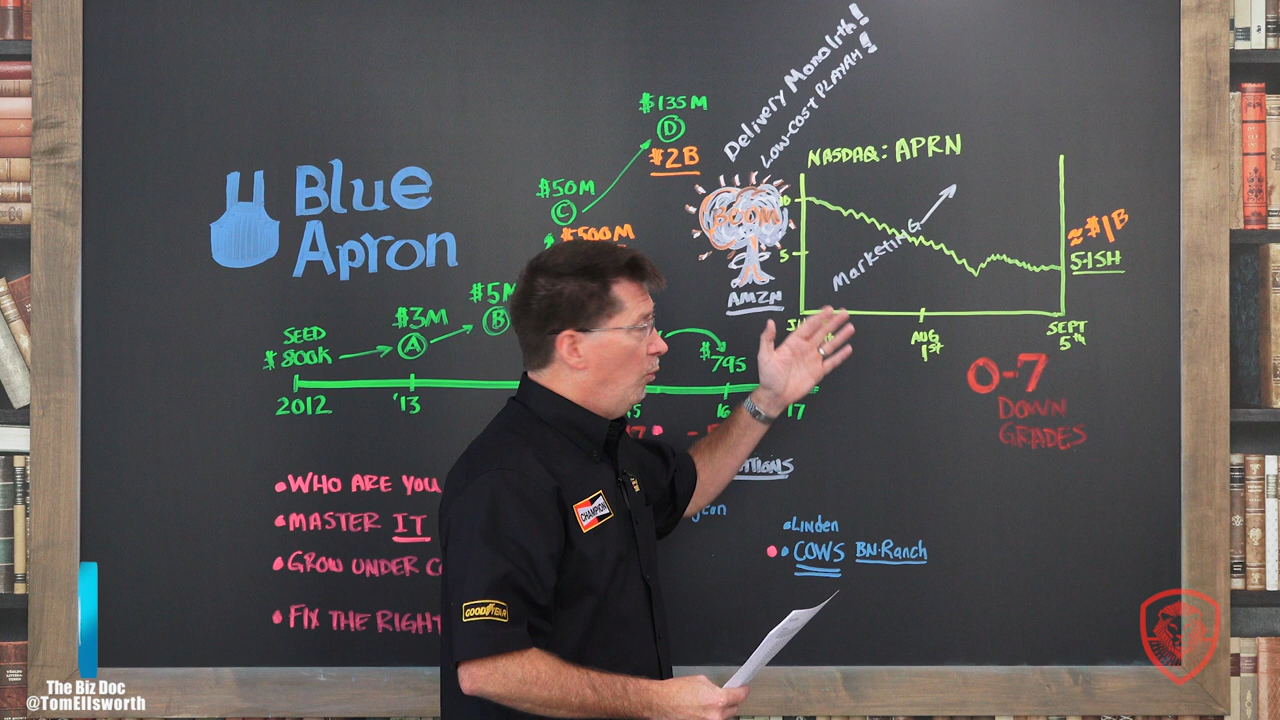 Delivery Monolith!
LOW-COST PLAYAH!
$135M
D
$2B
NASDAQ: APRN
Blue
Apron
$50M
C
$500M
BOOM
AMZN
10
5
Marketing
≈$1B
5.15H
AUG
1st
SEPT
5th
SEED
$800K
$3M
A
$5M
B
$795
2012
'13
16
17
0-7
DOWN
GRADES
• WHO ARE YOU
• MASTER IT
• GROW UNDER
• FIX THE RIGHT
• Linden
• COWS BN.Ranch
CHAMPION
GOODYEAR
The Biz Doc
@TomEllsworth